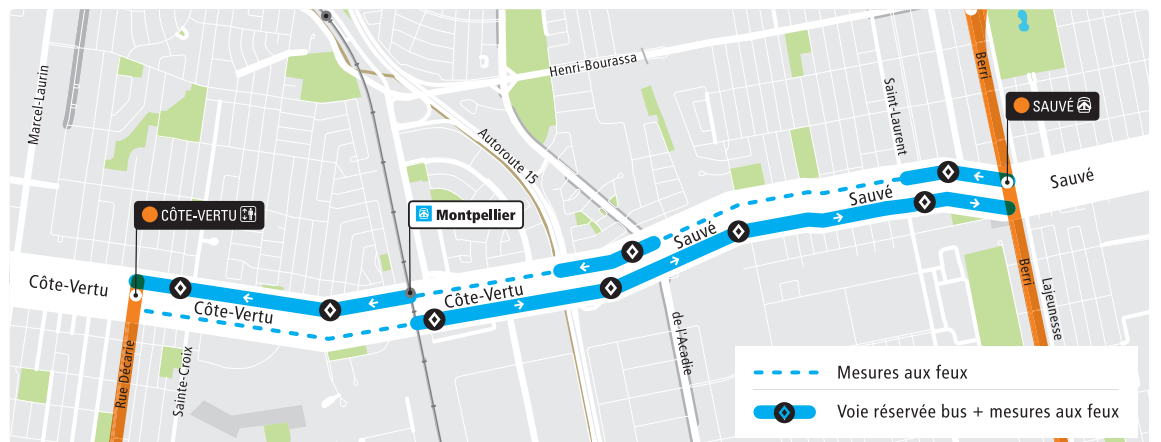 Marcel-Laurin
Henri-Bourassa
Autoroute 15
Saint-Laurent
Berri
SAUVÉ
Sauvé
CÔTE-VERTU
Montpellier
Sauvé
Sauvé
Côte-Vertu
Côte-Vertu
Côte-Vertu
Rue Décarie
Sainte-Croix
de l'Acadie
Berri
Lajeunesse
Mesures aux feux
Voie réservée bus + mesures aux feux